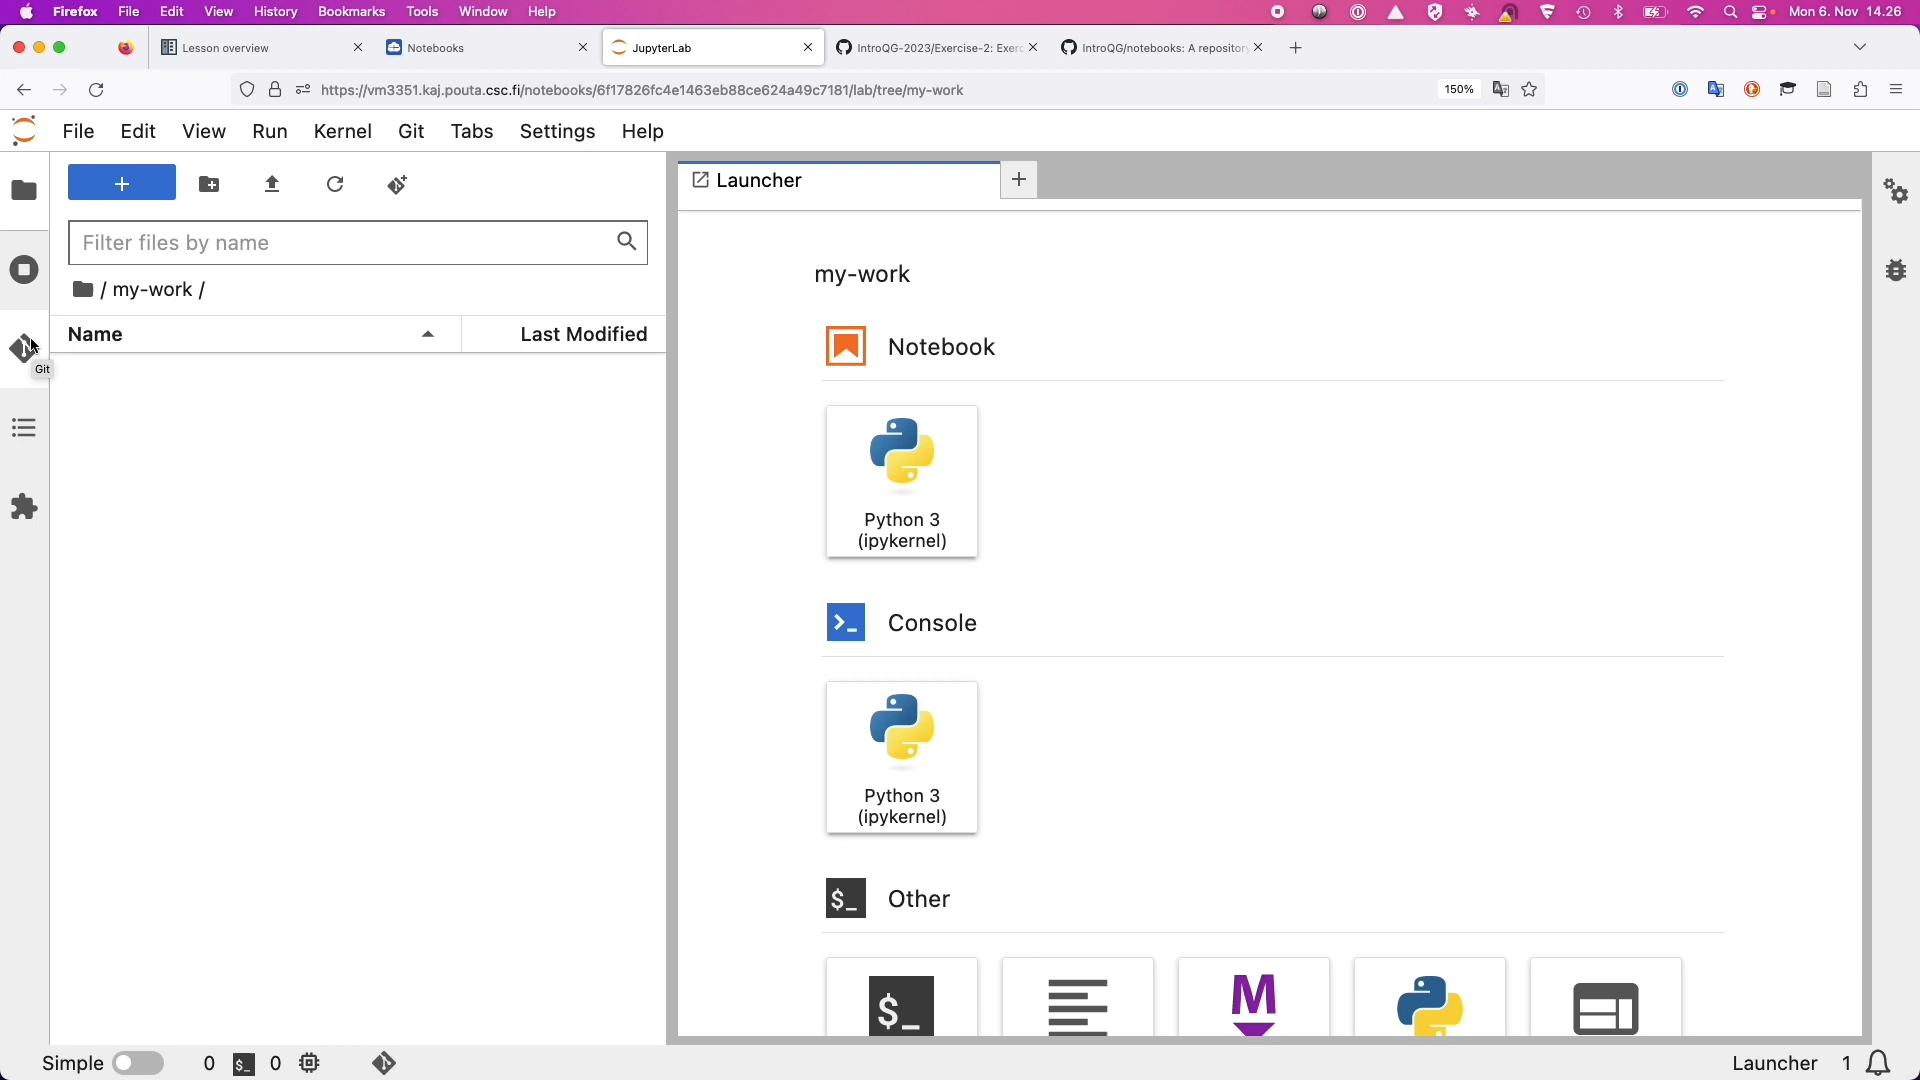 Firefox File Edit View History Bookmarks Tools Window Help Mon 6. Nov 14.26
Lesson overview Notebooks JupyterLab IntroQG-2023/Exercise-2: Exerc IntroQG/notebooks: A repository
https://vm3351.kaj.pouta.csc.fi/notebooks/6f17826fc4e1463eb88ce624a49c7181/lab/tree/my-work 150%
File Edit View Run Kernel Git Tabs Settings Help
Launcher
Filter files by name
/ my-work /
Name Last Modified
Git
my-work
Notebook
Python 3
(ipykernel)
Console
Python 3
(ipykernel)
$_ Other
$_ M
Simple 0 $_ 0 Launcher 1